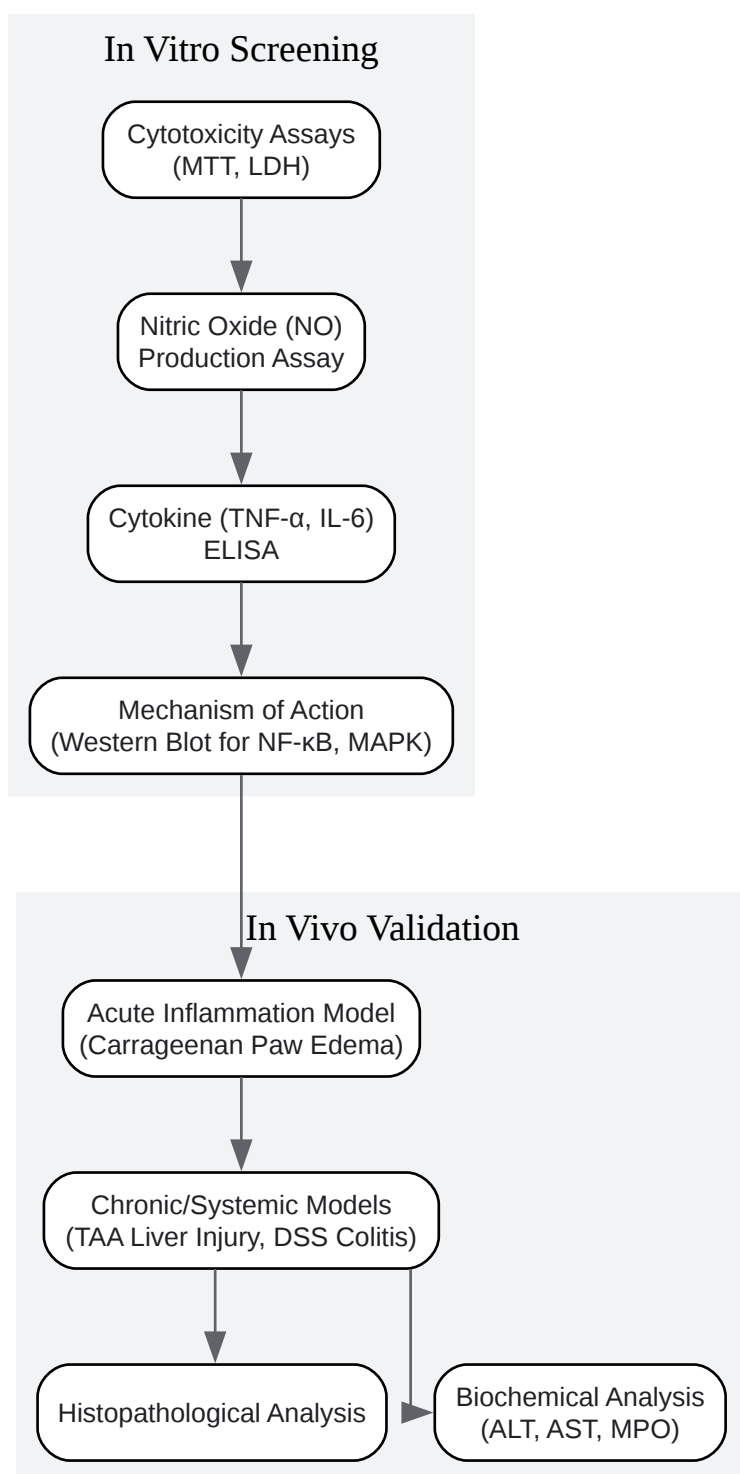 In Vitro Screening
Cytotoxicity Assays
(MTT, LDH)
Nitric Oxide (NO)
Production Assay
Cytokine (TNF-α, IL-6)
ELISA
Mechanism of Action
(Western Blot for NF-κB, MAPK)
In Vivo Validation
Acute Inflammation Model
(Carrageenan Paw Edema)
Chronic/Systemic Models
(TAA Liver Injury, DSS Colitis)
Histopathological Analysis
Biochemical Analysis
(ALT, AST, MPO)